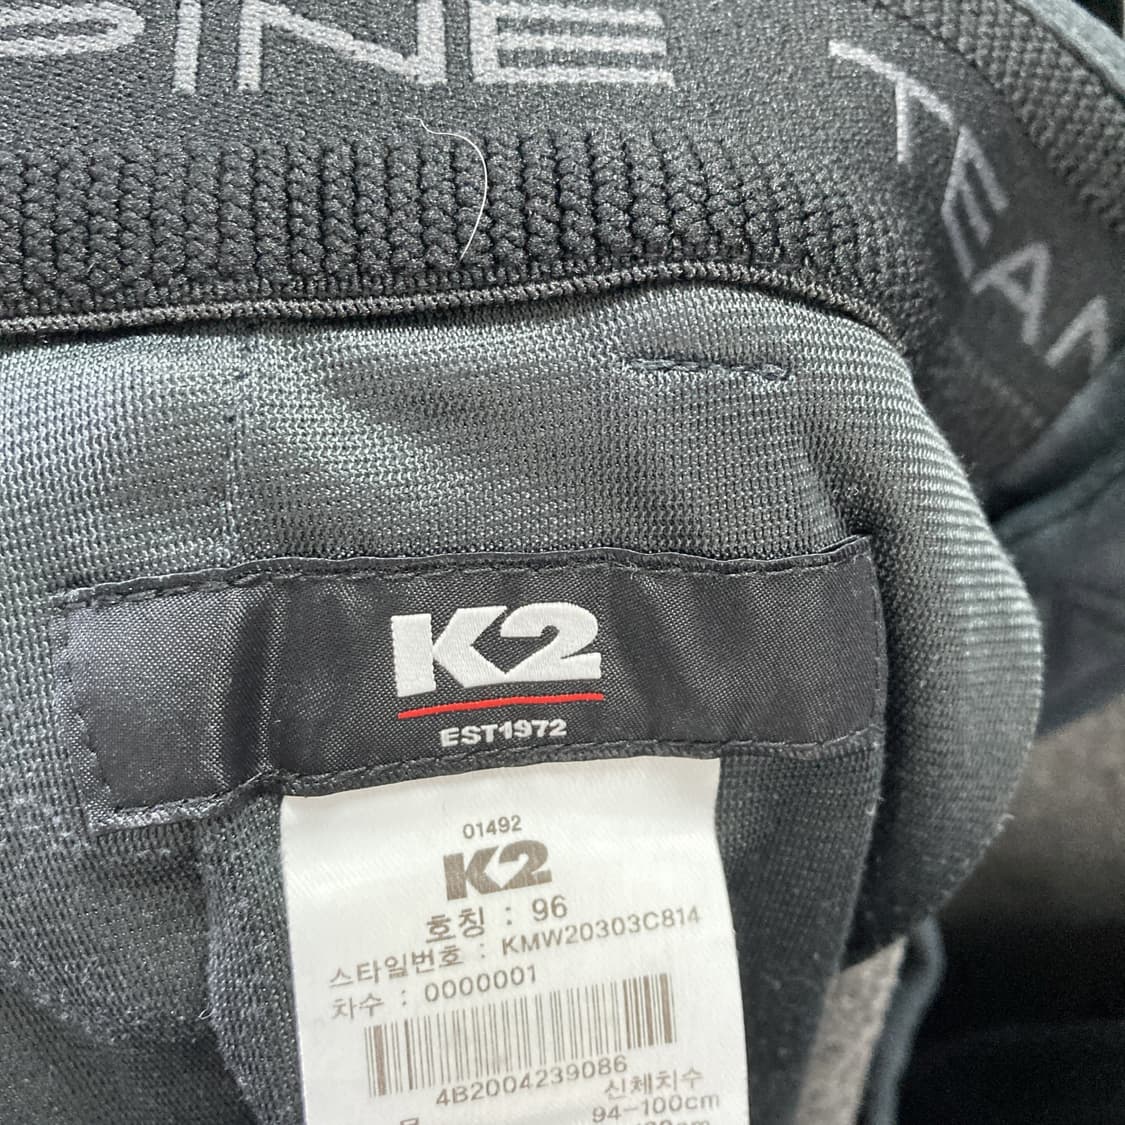 PINE
TEAM
K2
EST1972
01492
K2
호칭 : 96
스타일번호 : KMW20303C814
차수 : 0000001
4B2004239086
신체치수
94-100cm